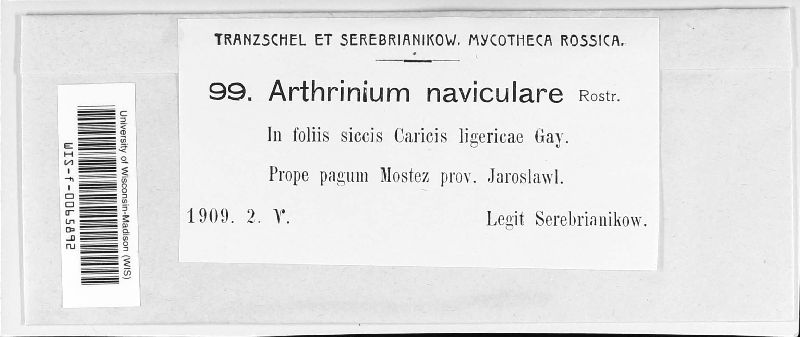 TRANZSCHEL ET SEREBRIANIKOW. MYCOTHECA ROSSICA.
99. Arthrinium naviculare Rostr.
In foliis siccis Caricis ligericae Gay.
Prope pagum Mostez prov. Jaroslawl.
1909. 2. V.
Legit Serebrianikow.
University of Wisconsin-Madison (WIS)
WIS-f-0065892